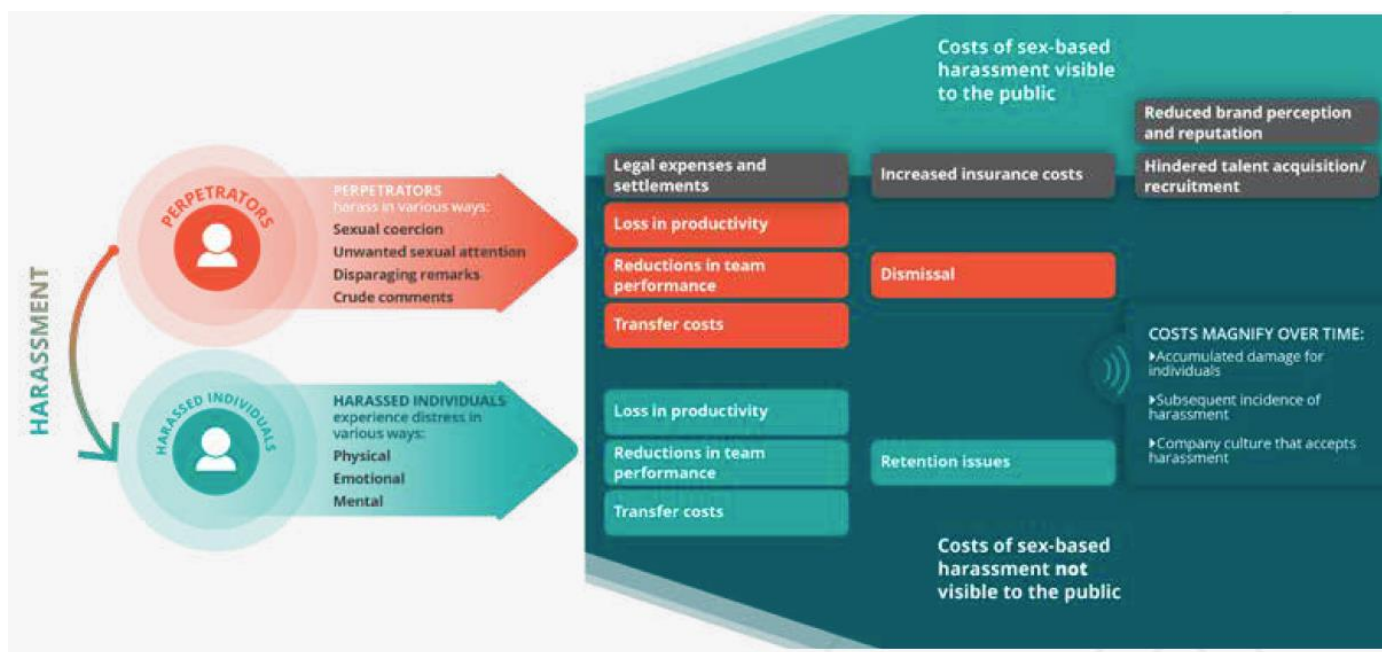 HARASSMENT
PERPETRATORS
PERPETRATORS
harass in various ways:
Sexual coercion
Unwanted sexual attention
Disparaging remarks
Crude comments
HARASSED INDIVIDUALS
HARASSED INDIVIDUALS
experience distress in
various ways:
Physical
Emotional
Mental
Costs of sex-based
harassment visible
to the public
Legal expenses and
settlements
Increased insurance costs
Reduced brand perception
and reputation
Hindered talent acquisition/
recruitment
Loss in productivity
Reductions in team
performance
Transfer costs
Dismissal
Loss in productivity
Reductions in team
performance
Transfer costs
Retention issues
COSTS MAGNIFY OVER TIME:
▸Accumulated damage for
individuals
▸Subsequent incidence of
harassment
▸Company culture that accepts
harassment
Costs of sex-based
harassment not
visible to the public